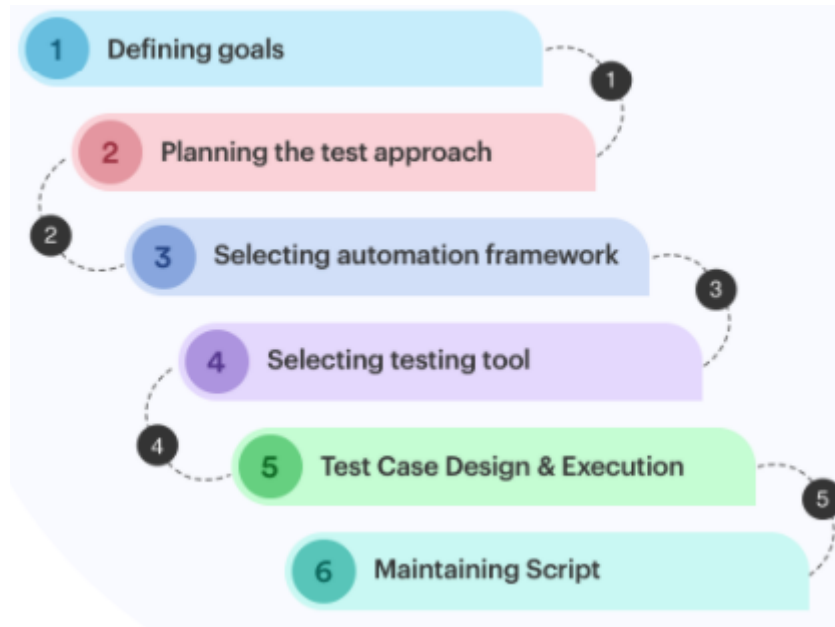 1 Defining goals
1
2 Planning the test approach
2
3 Selecting automation framework
3
4 Selecting testing tool
4
5 Test Case Design & Execution
5
6 Maintaining Script